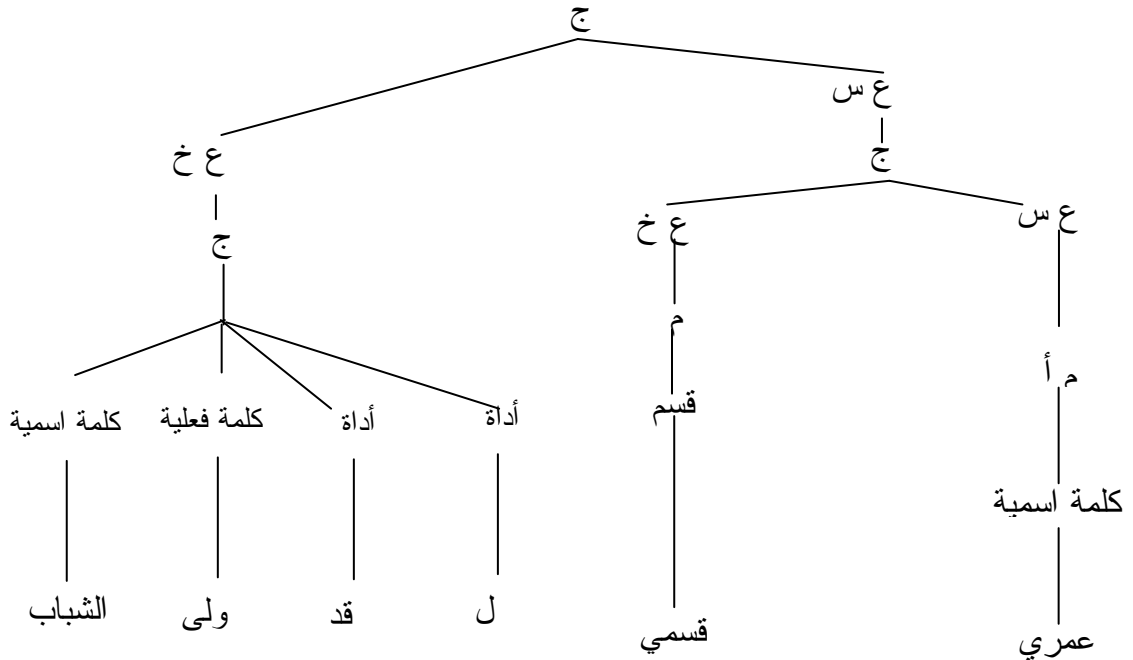 ج
ع س
ع خ
ج
ج
ع س
ع خ
م
م أ
قسم
أداة
أداة
كلمة فعلية
كلمة اسمية
كلمة اسمية
ل
قد
ولى
الشباب
قسمي
عمري